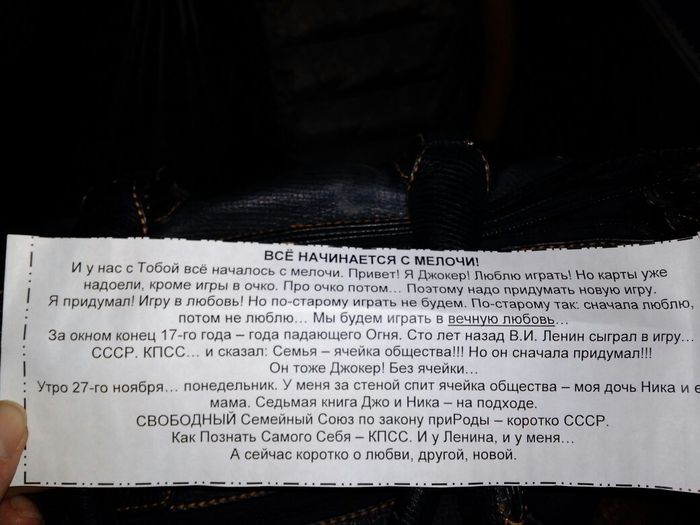 ВСЁ НАЧИНАЕТСЯ С МЕЛОЧИ!
И у нас с Тобой всё началось с мелочи. Привет! Я Джокер! Люблю играть! Но карты уже
надоели, кроме игры в очко. Про очко потом... Поэтому надо придумать новую игру.
Я придумал! Игру в любовь! Но по-старому играть не будем. По-старому так: сначала люблю,
потом не люблю... Мы будем играть в вечную любовь...
За окном конец 17-го года – года падающего Огня. Сто лет назад В.И. Ленин сыграл в игру...
СССР. КПСС... и сказал: Семья – ячейка общества!!! Но он сначала придумал!!!
Он тоже Джокер! Без ячейки...
Утро 27-го ноября... понедельник. У меня за стеной спит ячейка общества – моя дочь Ника и
мама. Седьмая книга Джо и Ника – на подходе.
СВОБОДНЫЙ Семейный Союз по закону приРоды – коротко СССР.
Как Познать Самого Себя – КПСС. И у Ленина, и у меня...
А сейчас коротко о любви, другой, новой.